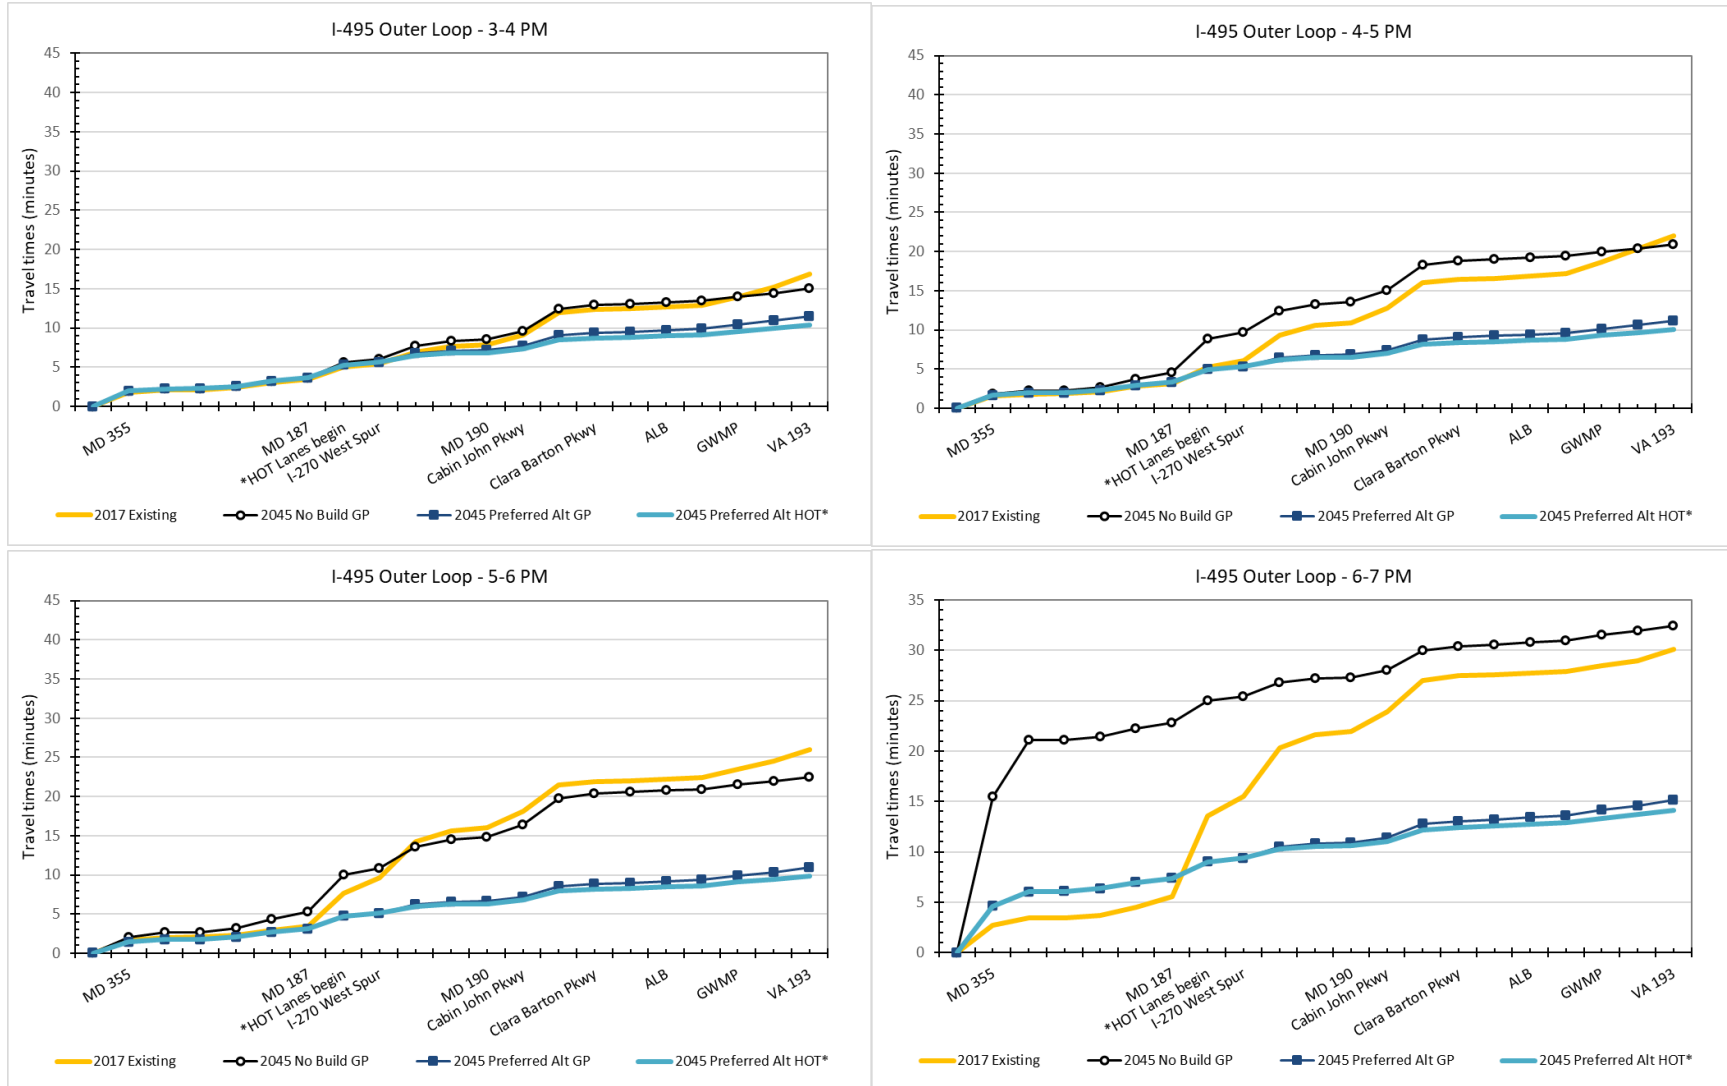 I-495 Outer Loop - 3-4 PM
Travel times (minutes)
45
40
35
30
25
20
15
10
5
0
MD 355
MD 187
*HOT Lanes begin
I-270 West Spur
MD 190
Cabin John Pkwy
Clara Barton Pkwy
ALB
GWMP
VA 193
2017 Existing
2045 No Build GP
2045 Preferred Alt GP
2045 Preferred Alt HOT*
I-495 Outer Loop - 4-5 PM
Travel times (minutes)
45
40
35
30
25
20
15
10
5
0
MD 355
MD 187
*HOT Lanes begin
I-270 West Spur
MD 190
Cabin John Pkwy
Clara Barton Pkwy
ALB
GWMP
VA 193
2017 Existing
2045 No Build GP
2045 Preferred Alt GP
2045 Preferred Alt HOT*
I-495 Outer Loop - 5-6 PM
Travel times (minutes)
45
40
35
30
25
20
15
10
5
0
MD 355
MD 187
*HOT Lanes begin
I-270 West Spur
MD 190
Cabin John Pkwy
Clara Barton Pkwy
ALB
GWMP
VA 193
2017 Existing
2045 No Build GP
2045 Preferred Alt GP
2045 Preferred Alt HOT*
I-495 Outer Loop - 6-7 PM
Travel times (minutes)
35
30
25
20
15
10
5
0
MD 355
MD 187
*HOT Lanes begin
I-270 West Spur
MD 190
Cabin John Pkwy
Clara Barton Pkwy
ALB
GWMP
VA 193
2017 Existing
2045 No Build GP
2045 Preferred Alt GP
2045 Preferred Alt HOT*